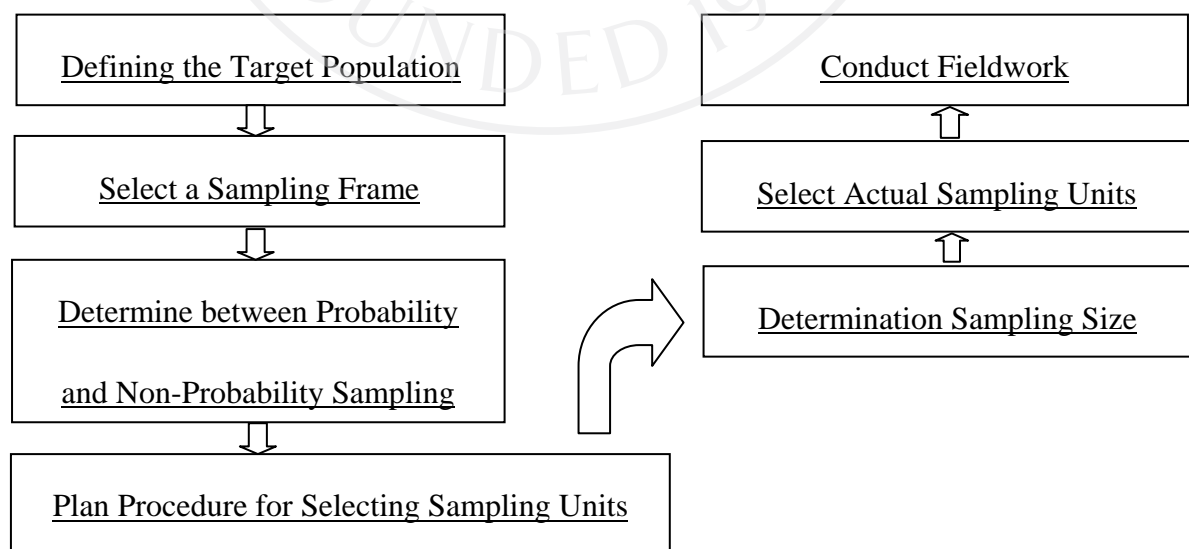 Defining the Target Population
Select a Sampling Frame
Determine between Probability
and Non-Probability Sampling
Plan Procedure for Selecting Sampling Units
Determination Sampling Size
Select Actual Sampling Units
Conduct Fieldwork